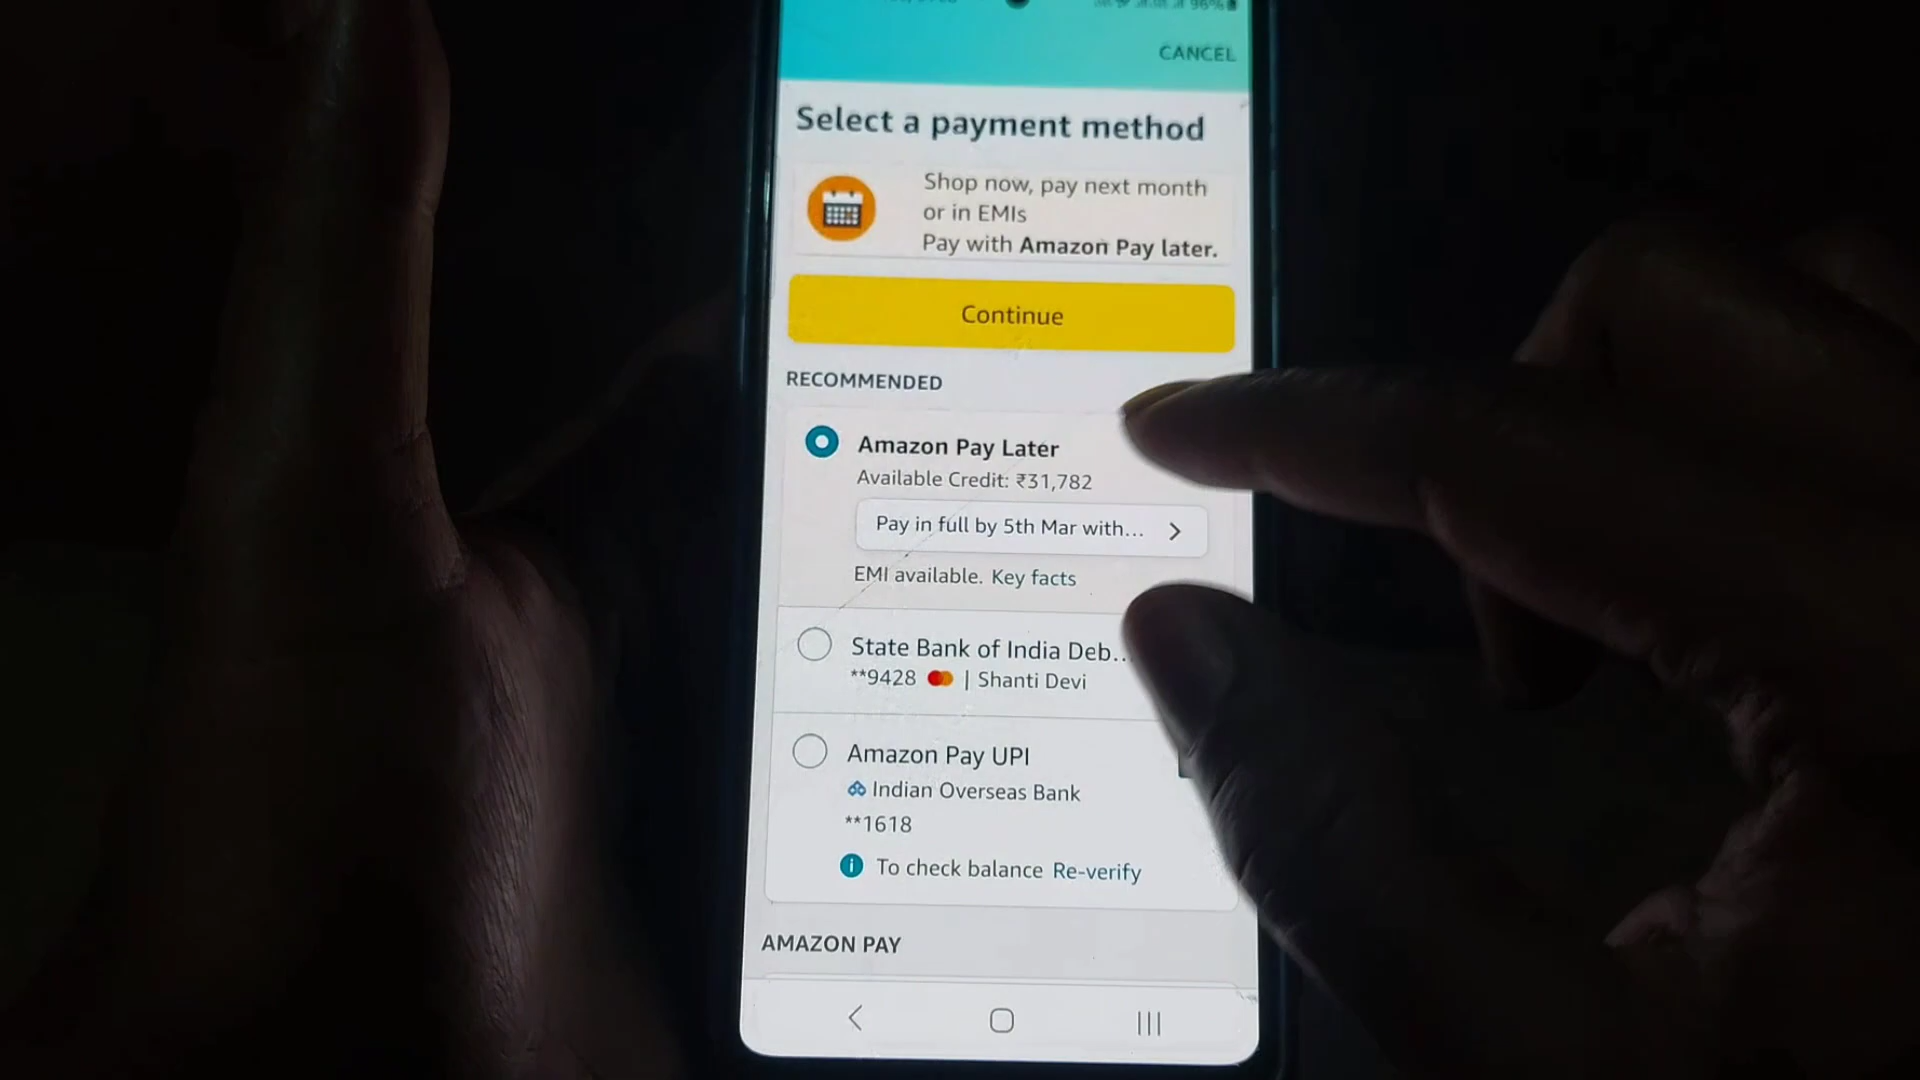 96%
CANCEL
Select a payment method
Shop now, pay next month
or in EMIs
Pay with Amazon Pay later.
Continue
RECOMMENDED
Amazon Pay Later
Available Credit: ₹31,782
Pay in full by 5th Mar with...
EMI available. Key facts
State Bank of India Deb...
**9428 | Shanti Devi
Amazon Pay UPI
Indian Overseas Bank
**1618
To check balance Re-verify
AMAZON PAY